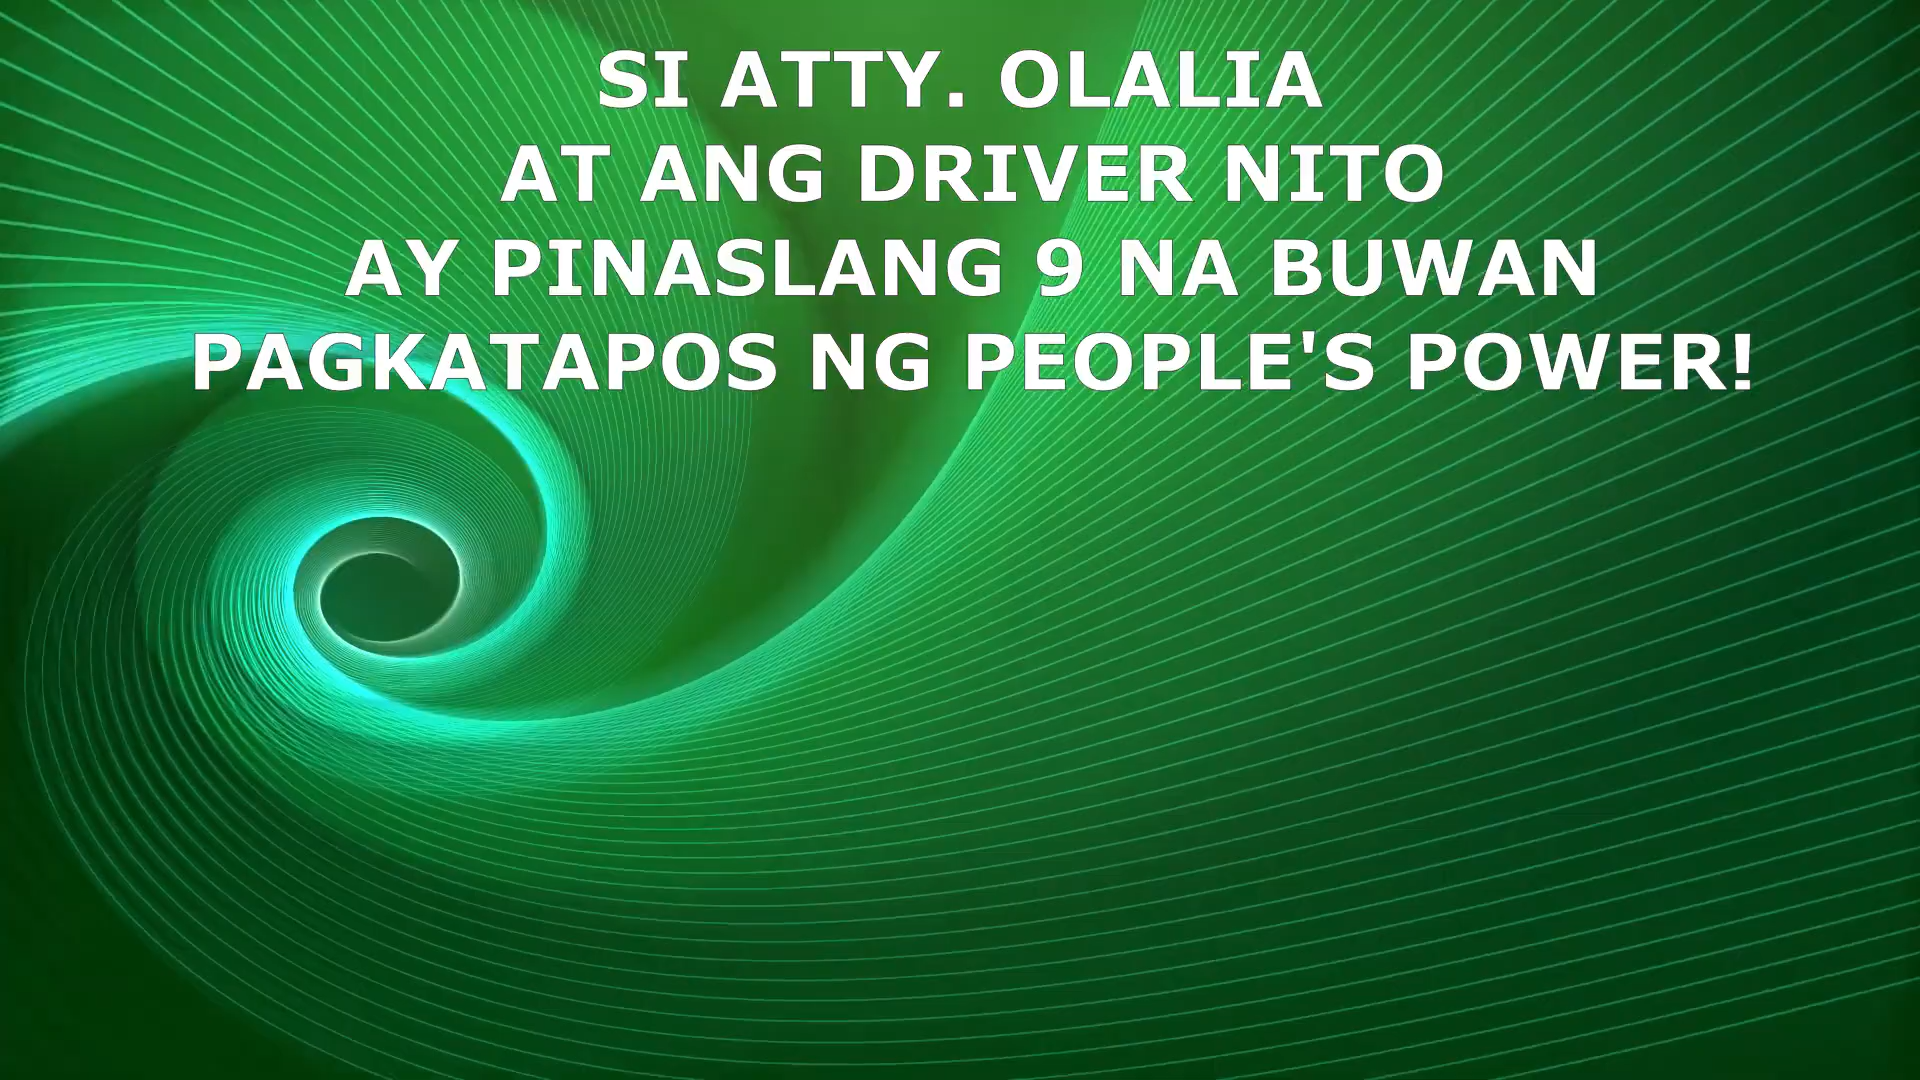 SI ATTY. OLALIA
AT ANG DRIVER NITO
AY PINASLANG 9 NA BUWAN
PAGKATAPOS NG PEOPLE'S POWER!